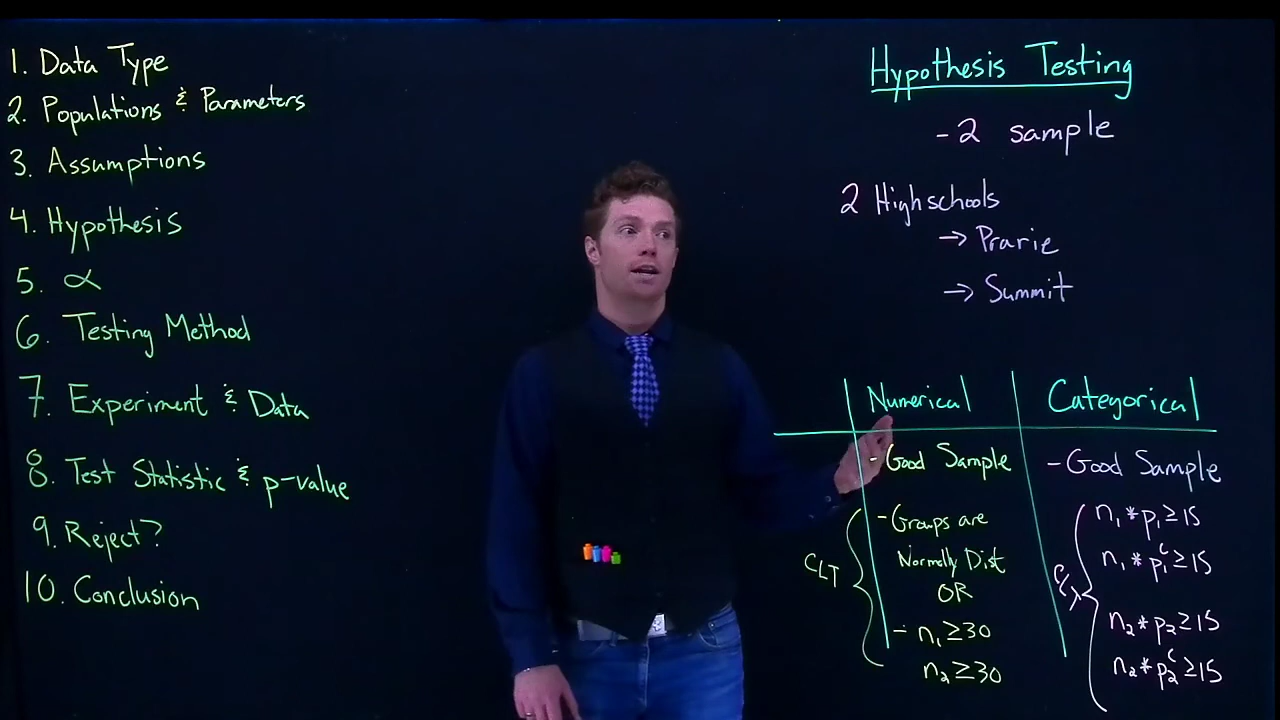 1. Data Type
2. Populations & Parameters
3. Assumptions
4. Hypothesis
5. α
6. Testing Method
7. Experiment & Data
8. Test Statistic & p-value
9. Reject?
10. Conclusion
Hypothesis Testing
- 2 sample
2 Highschools
→ Prarie
→ Summit
Numerical
- Good Sample
- Groups are
Normally Dist
OR
- n₁ ≥ 30
n₂ ≥ 30
CLT
Categorical
- Good Sample
n₁ * p₁ ≥ 15
n₁ * p₁ᶜ ≥ 15
n₂ * p₂ ≥ 15
n₂ * p₂ᶜ ≥ 15